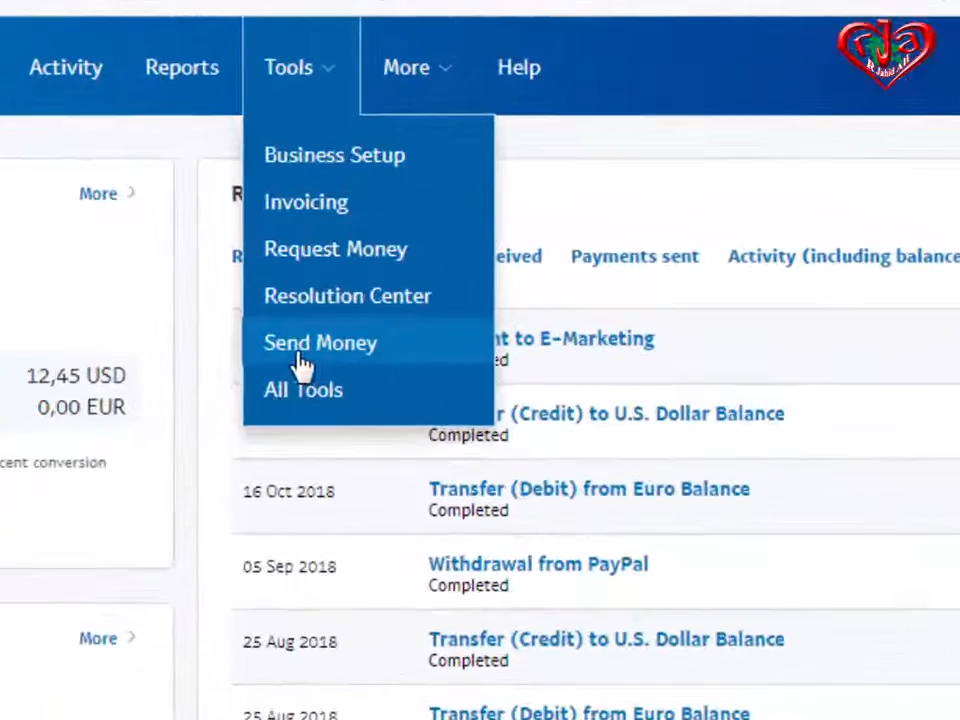 Activity
Reports
Tools
More
Help
rja
R Jahid Ali
Business Setup
Invoicing
Request Money
Resolution Center
Send Money
All Tools
More
Payments sent
Activity (including balance
to E-Marketing
12,45 USD
0,00 EUR
cent conversion
(Credit) to U.S. Dollar Balance
Completed
16 Oct 2018
Transfer (Debit) from Euro Balance
Completed
05 Sep 2018
Withdrawal from PayPal
Completed
More
25 Aug 2018
Transfer (Credit) to U.S. Dollar Balance
Completed
25 Aug 2018
Transfer (Debit) from Euro Balance